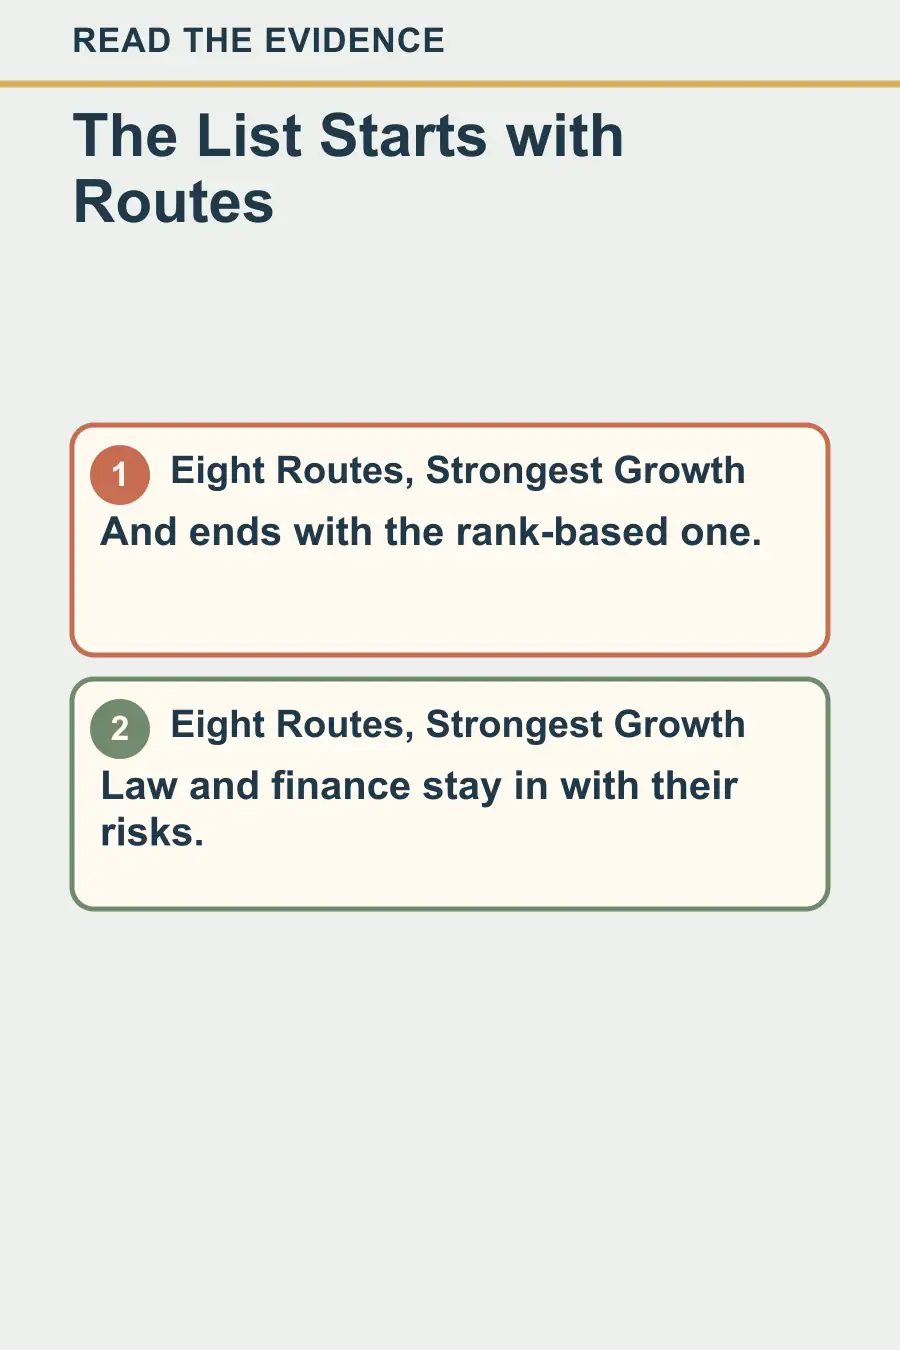 READ THE EVIDENCE
The List Starts with
Routes
1
Eight Routes, Strongest Growth
And ends with the rank-based one.
2
Eight Routes, Strongest Growth
Law and finance stay in with their
risks.